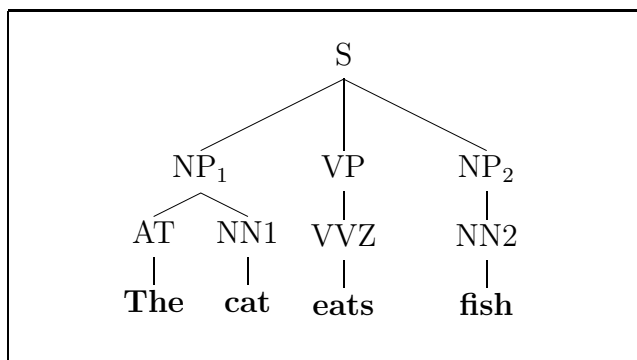 S
NP₁ VP NP₂
AT NN1 VVZ NN2
The cat eats fish